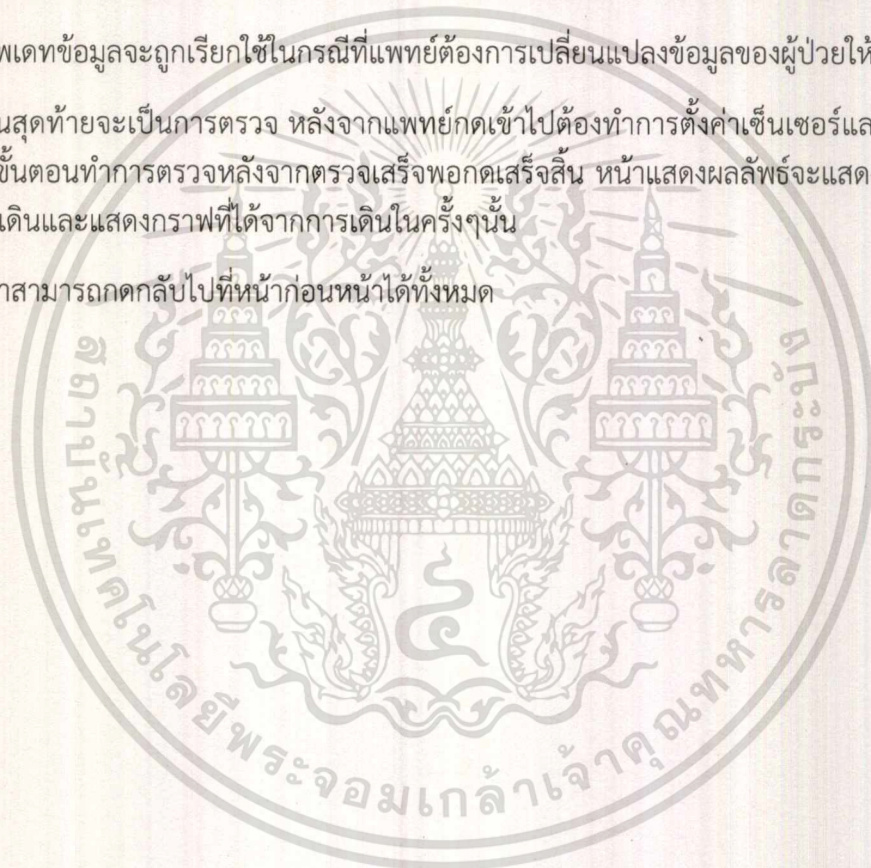 พเดทข้อมูลจะถูกเรียกใช้ในกรณีที่แพทย์ต้องการเปลี่ยนแปลงข้อมูลของผู้ป่วยให้
นสุดท้ายจะเป็นการตรวจ หลังจากแพทย์กดเข้าไปต้องทำการตั้งค่าเซ็นเซอร์แล
ขั้นตอนทำการตรวจหลังจากตรวจเสร็จพอกดเสร็จสิ้น หน้าแสดงผลลัพธ์จะแสด
เดินและแสดงกราฟที่ได้จากการเดินในครั้งๆนั้น
าสามารถกดกลับไปที่หน้าก่อนหน้าได้ทั้งหมด
สถาบันเทคโนโลยีพระจอมเกล้าเจ้าคุณทหารลาดกระบัง
๔